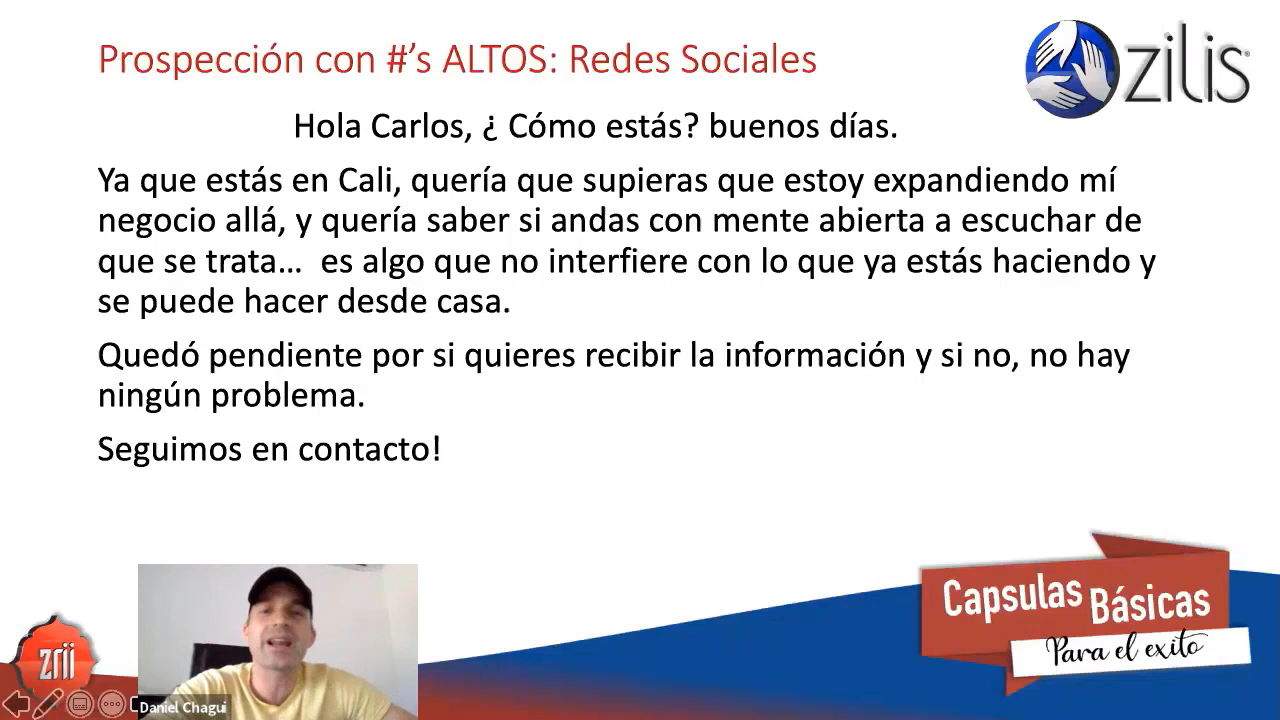 Prospección con #'s ALTOS: Redes Sociales
zilis
Hola Carlos, ¿ Cómo estás? buenos días.
Ya que estás en Cali, quería que supieras que estoy expandiendo mí
negocio allá, y quería saber si andas con mente abierta a escuchar de
que se trata... es algo que no interfiere con lo que ya estás haciendo y
se puede hacer desde casa.
Quedó pendiente por si quieres recibir la información y si no, no hay
ningún problema.
Seguimos en contacto!
Capsulas Básicas
Para el exito
zrii
Daniel Chagui